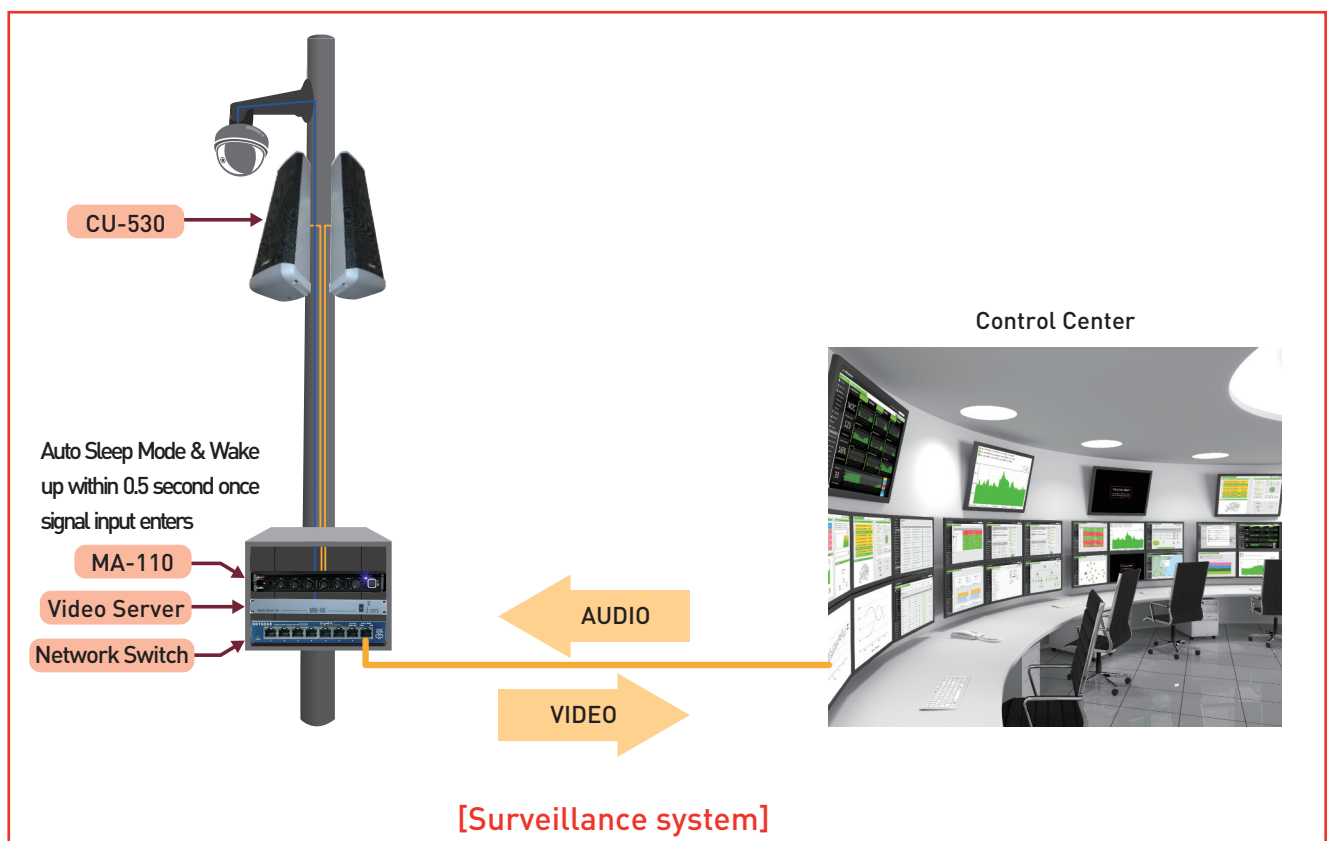 CU-530
Control Center
Auto Sleep Mode & Wake
up within 0.5 second once
signal input enters
MA-110
Video Server
Network Switch
NETGEAR
AUDIO
VIDEO
[Surveillance system]